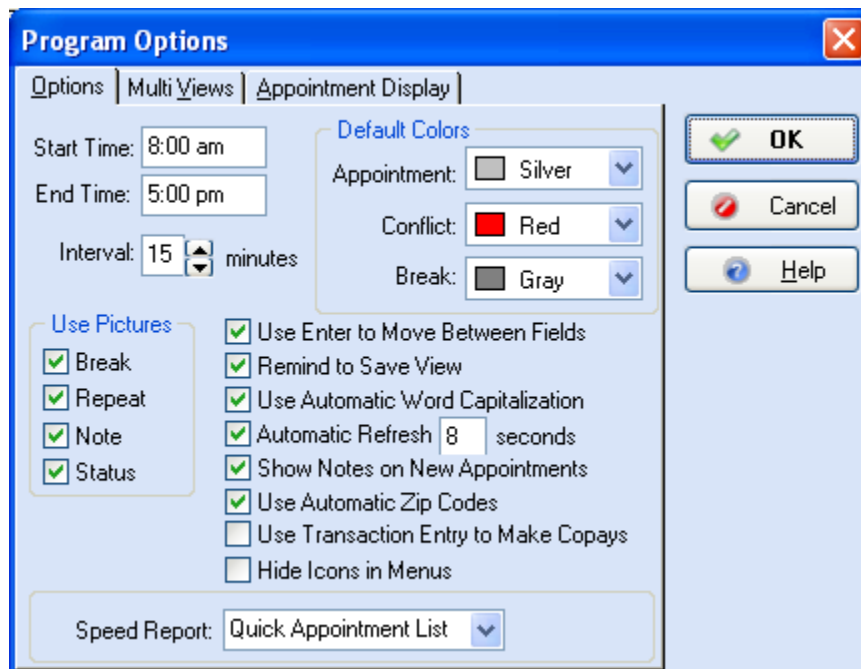 Program Options
Options Multi Views Appointment Display
Start Time: 8:00 am
End Time: 5:00 pm
Interval: 15 minutes
Default Colors
Appointment: Silver
Conflict: Red
Break: Gray
OK
Cancel
Help
Use Pictures
Break
Repeat
Note
Status
Use Enter to Move Between Fields
Remind to Save View
Use Automatic Word Capitalization
Automatic Refresh 8 seconds
Show Notes on New Appointments
Use Automatic Zip Codes
Use Transaction Entry to Make Copays
Hide Icons in Menus
Speed Report: Quick Appointment List